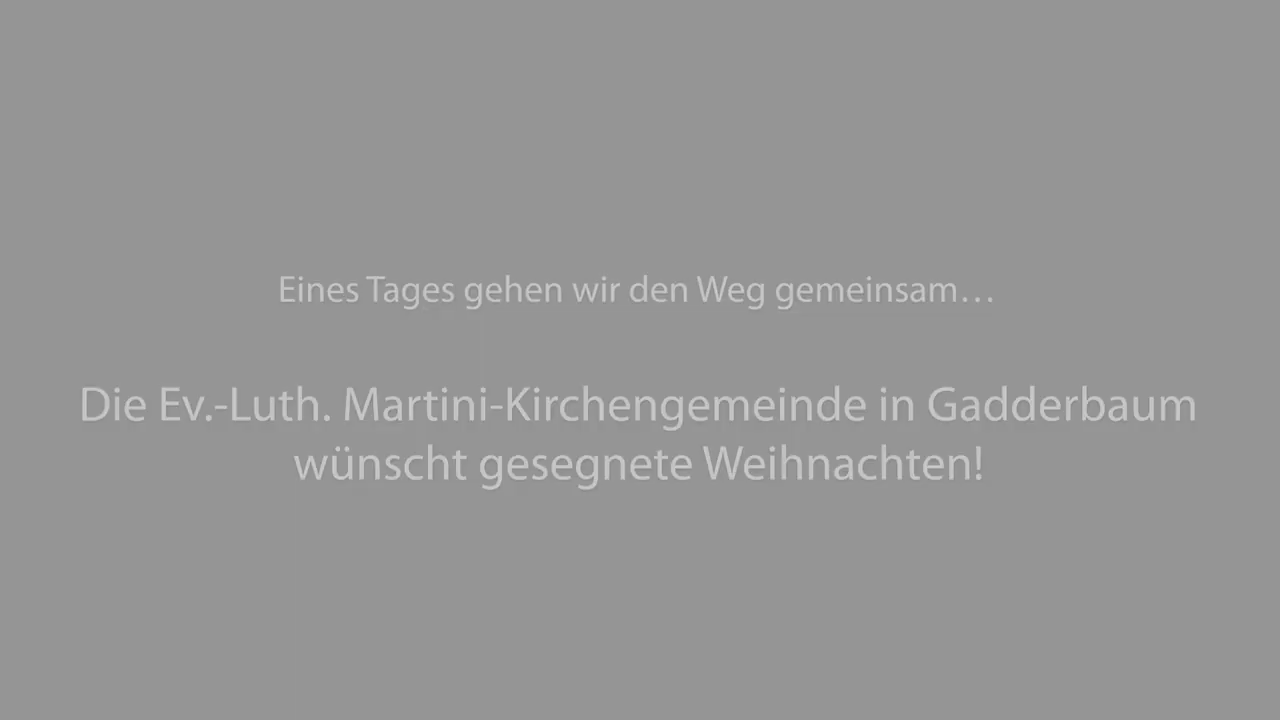 Eines Tages gehen wir den Weg gemeinsam…
Die Ev.-Luth. Martini-Kirchengemeinde in Gadderbaum
wünscht gesegnete Weihnachten!